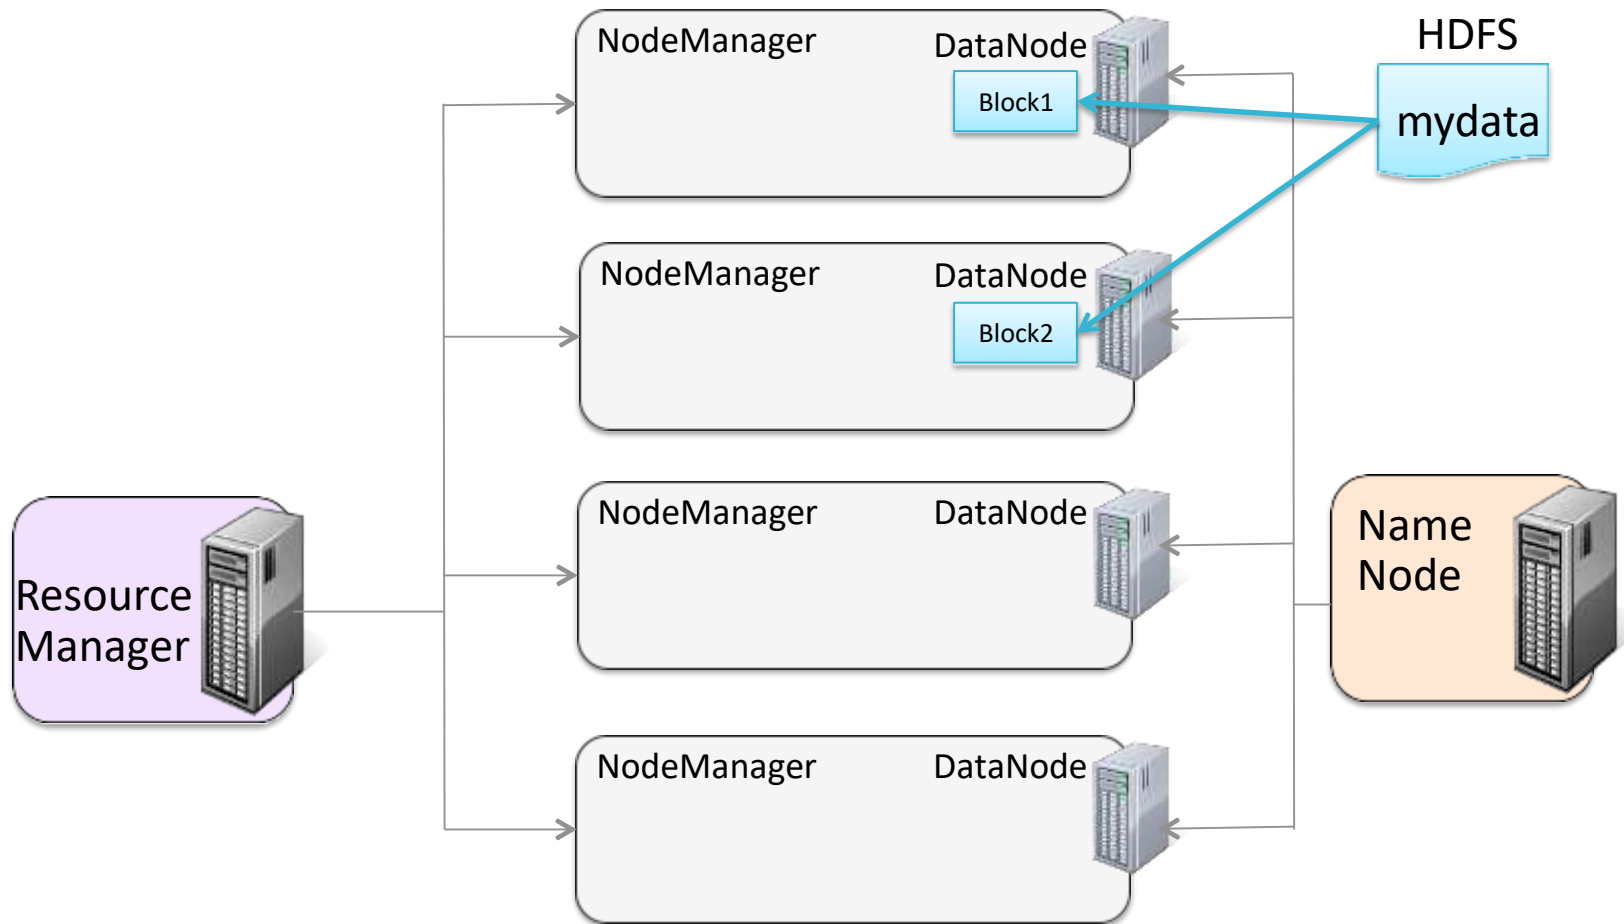 NodeManager
DataNode
Block1
HDFS
mydata
NodeManager
DataNode
Block2
NodeManager
DataNode
Resource
Manager
Name
Node
NodeManager
DataNode